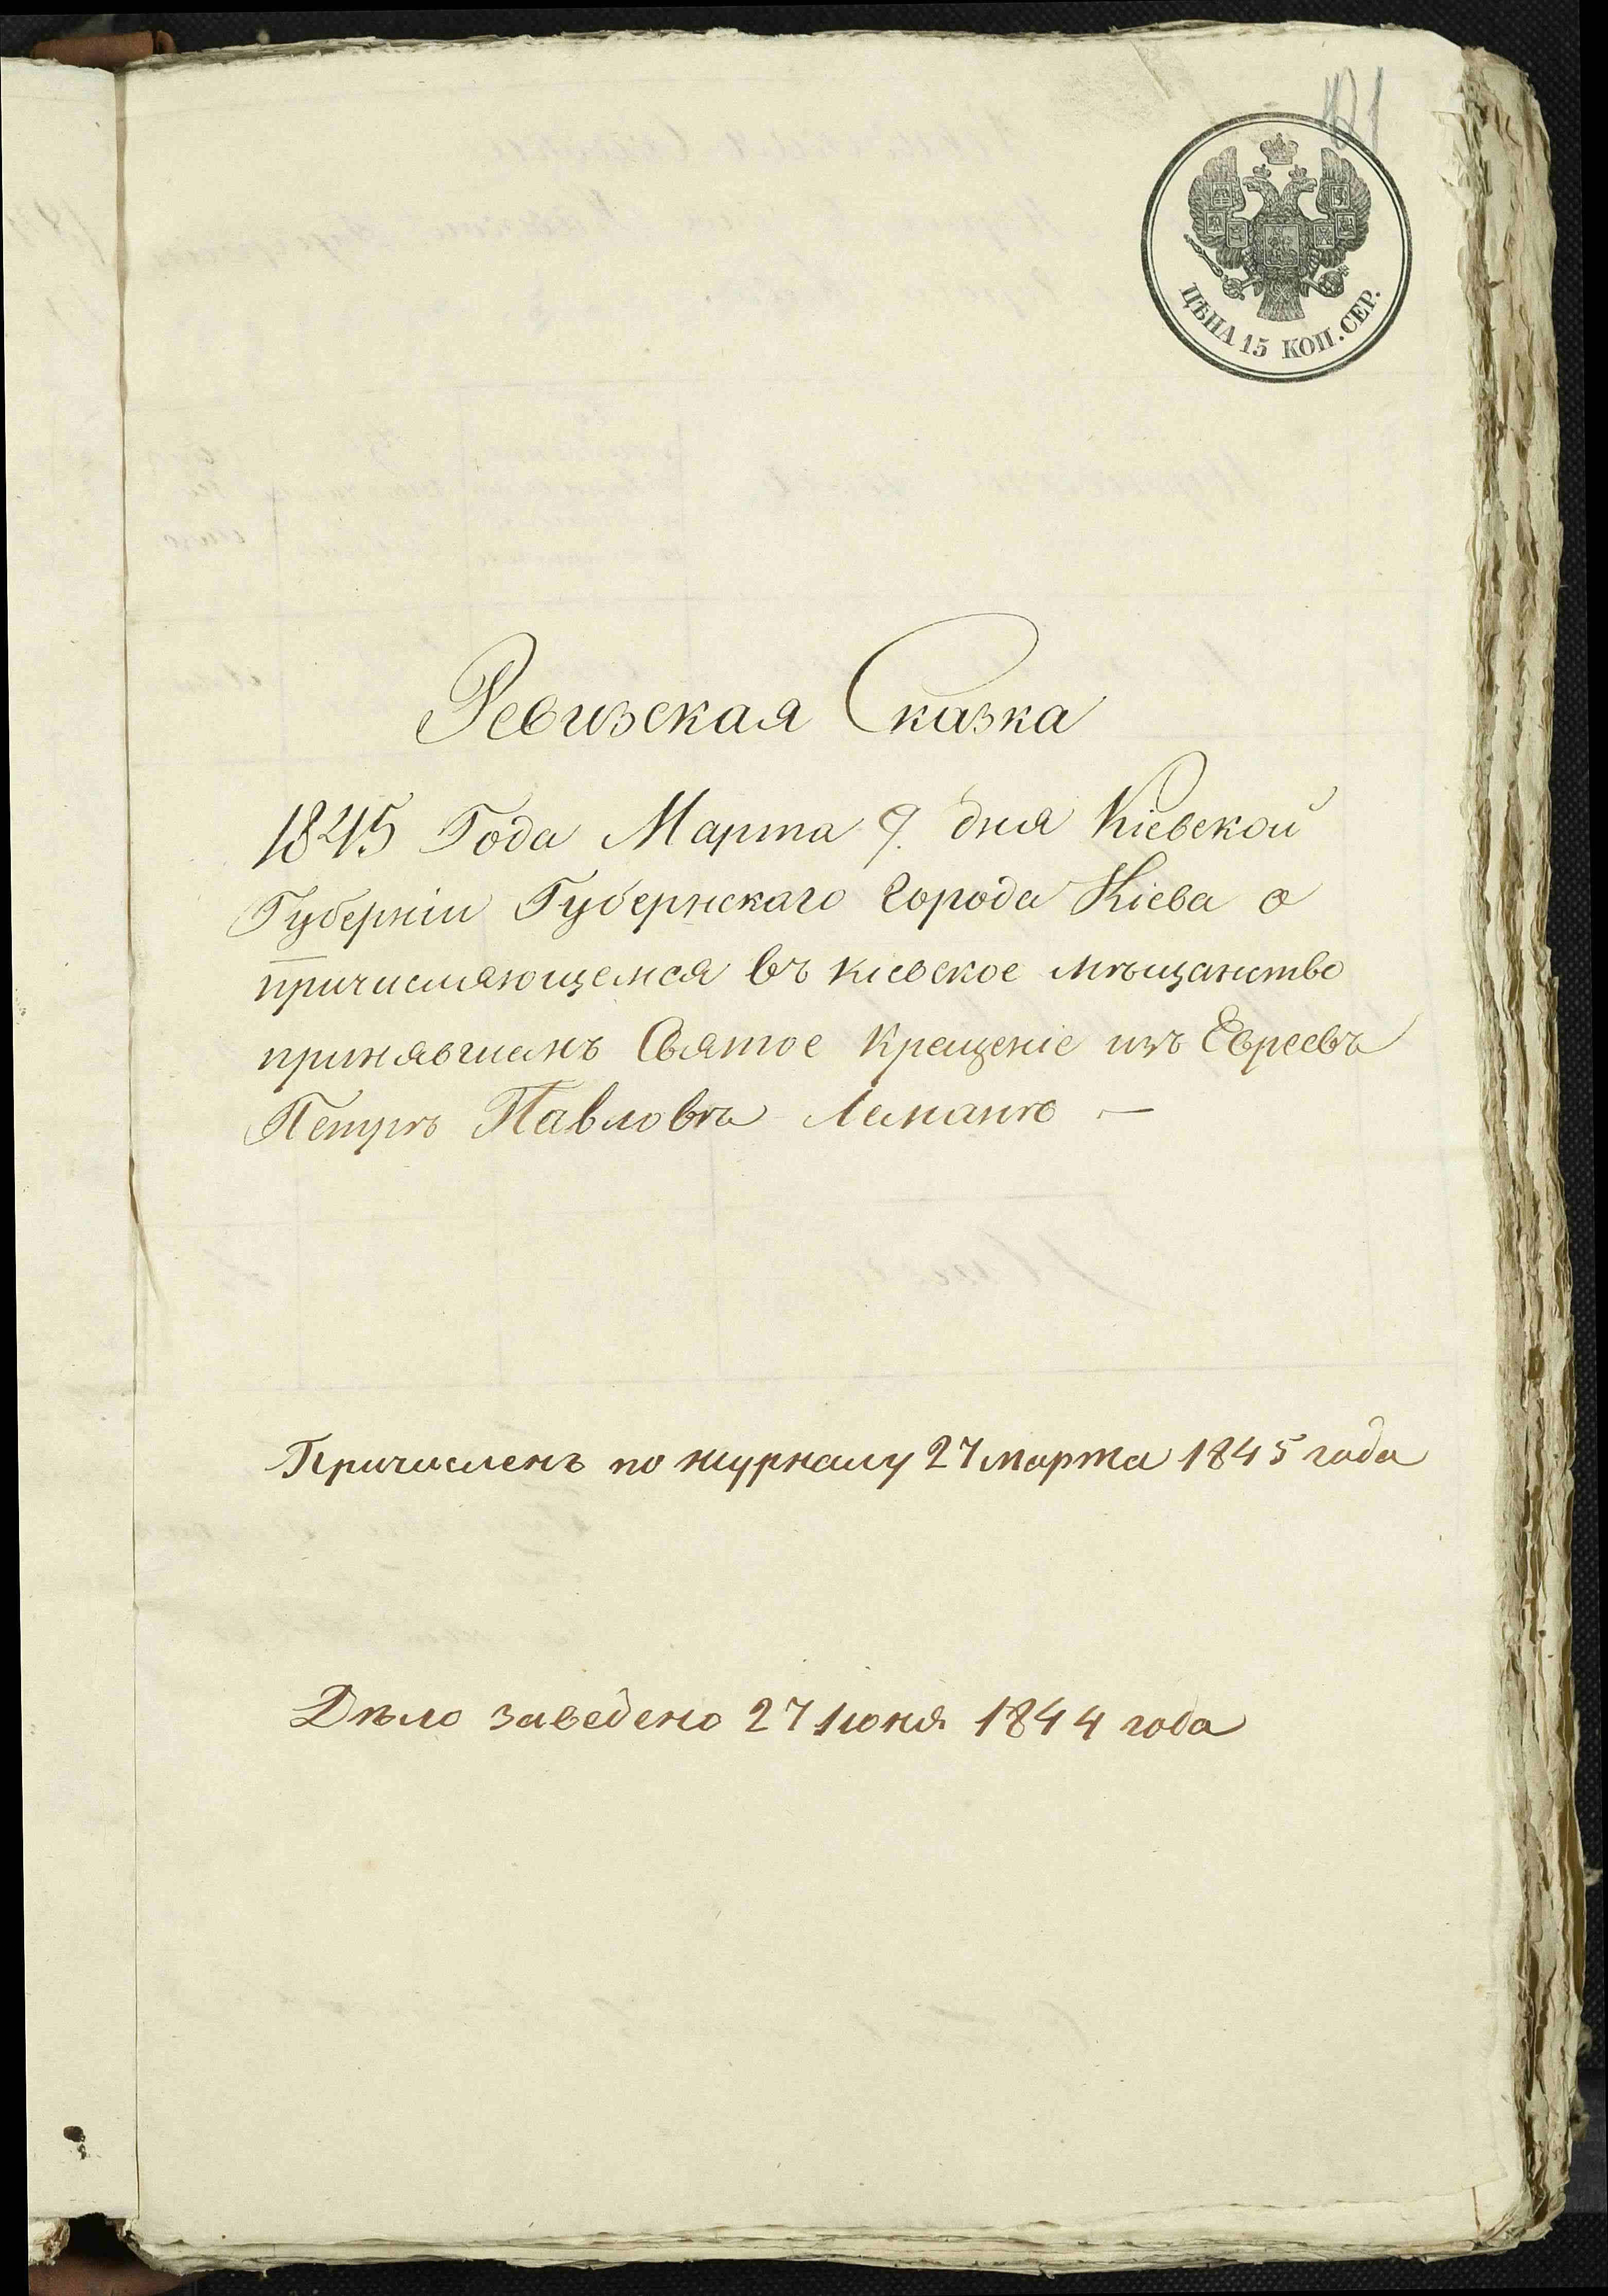 121
ЦѢНА 15 КОП. СЕР.
Ревизская Сказка
1845 Года Марта 9. дня Кіевской
Губерніи Губернскаго города Кіева о
причисляющемся въ кіевское мѣщанство
принявшемъ Святое крещеніе изъ Евреевъ
Петрѣ Павловѣ Леманѣ —
Причисленъ по журналу 27 марта 1845 года
Дѣло заведено 27 Іюня 1844 года